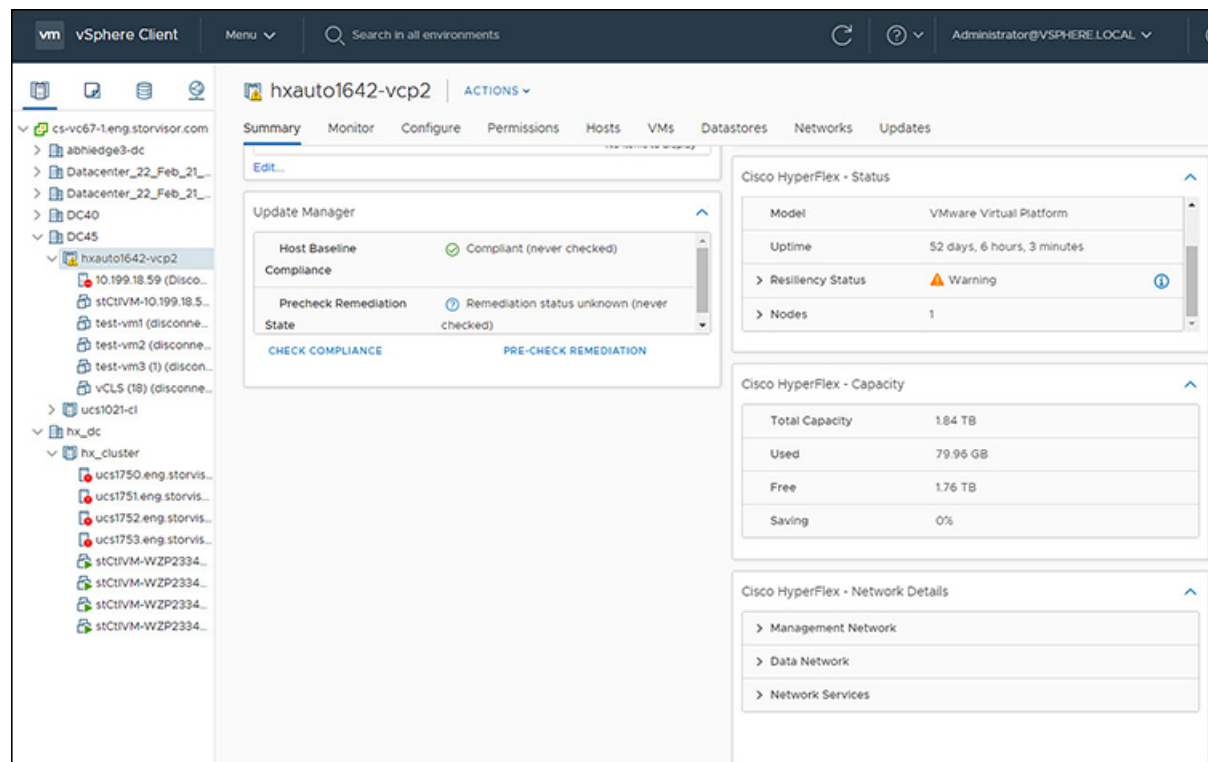 vm vSphere Client Menu Search in all environments Administrator@VSPHERE.LOCAL
hxauto1642-vcp2 ACTIONS
Summary Monitor Configure Permissions Hosts VMs Datastores Networks Updates
cs-vc67-1.eng.storvisor.com
abhiedge3-dc
Datacenter_22_Feb_21_...
Datacenter_22_Feb_21_...
DC40
DC45
hxauto1642-vcp2
10.199.18.59 (Disco...
stCtlVM-10.199.18.5...
test-vm1 (disconne...
test-vm2 (disconne...
test-vm3 (1) (discon...
vCLS (18) (disconne...
ucs1021-cl
hx_dc
hx_cluster
ucs1750.eng.storvis...
ucs1751.eng.storvis...
ucs1752.eng.storvis...
ucs1753.eng.storvis...
stCtlVM-WZP2334...
stCtlVM-WZP2334...
stCtlVM-WZP2334...
stCtlVM-WZP2334...
No items to display
Edit...
Update Manager
Host Baseline Compliant (never checked)
Compliance
Precheck Remediation Remediation status unknown (never
State checked)
CHECK COMPLIANCE PRE-CHECK REMEDIATION
Cisco HyperFlex - Status
Model VMware Virtual Platform
Uptime 52 days, 6 hours, 3 minutes
Resiliency Status Warning
Nodes 1
Cisco HyperFlex - Capacity
Total Capacity 1.84 TB
Used 79.96 GB
Free 1.76 TB
Saving 0%
Cisco HyperFlex - Network Details
Management Network
Data Network
Network Services